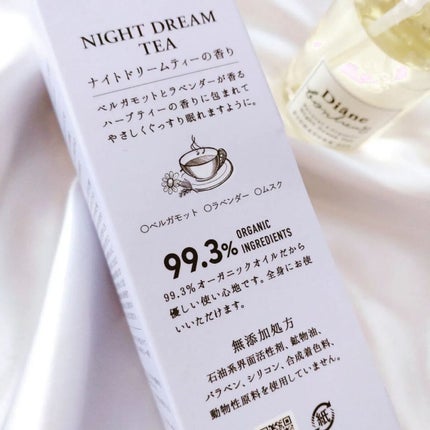 NIGHT DREAM
TEA
ナイトドリームティーの香り
ベルガモットとラベンダーが香る
ハーブティーの香りに包まれて
やさしくぐっすり眠れますように。
○ベルガモット ○ラベンダー ○ムスク
99.3% ORGANIC
INGREDIENTS
99.3%オーガニックオイルだから
優しい使い心地です。全身にお使
いいただけます。
無添加処方
石油系界面活性剤、鉱物油、
パラベン、シリコン、合成着色料、
動物性原料を使用していません。
紙
Diane